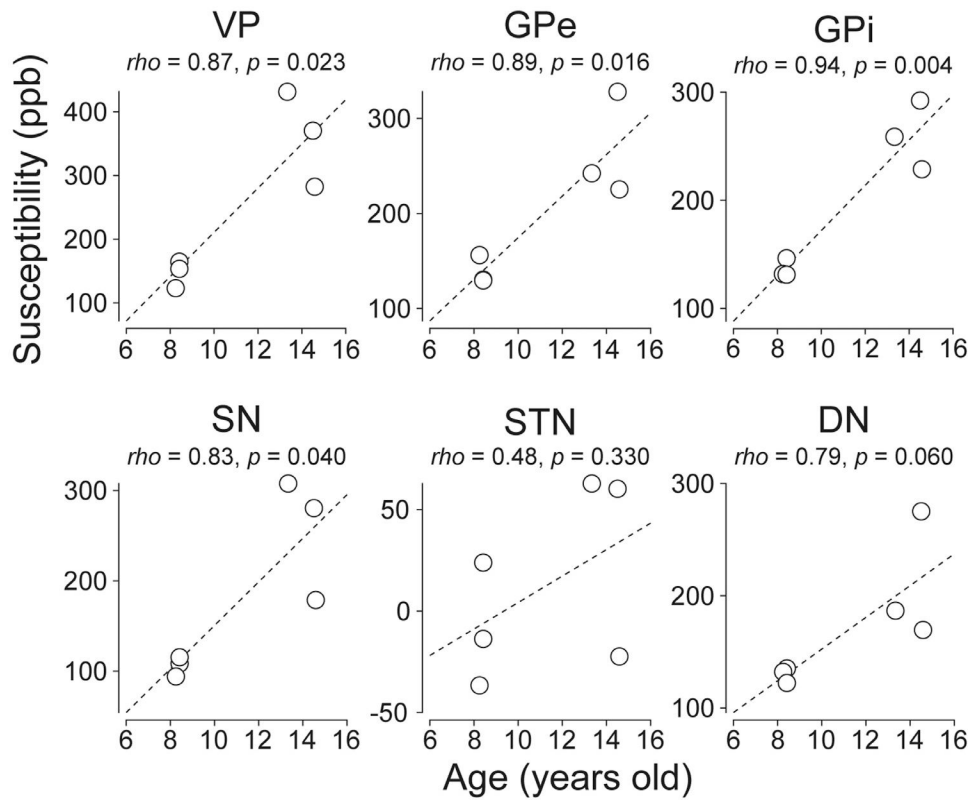 VP
GPe
GPi
rho = 0.87, p = 0.023
rho = 0.89, p = 0.016
rho = 0.94, p = 0.004
Susceptibility (ppb)
400
300
200
100
6 8 10 12 14 16
300
200
100
6 8 10 12 14 16
300
200
100
6 8 10 12 14 16
SN
STN
DN
rho = 0.83, p = 0.040
rho = 0.48, p = 0.330
rho = 0.79, p = 0.060
300
200
100
6 8 10 12 14 16
50
0
-50
6 8 10 12 14 16
300
200
100
6 8 10 12 14 16
Age (years old)